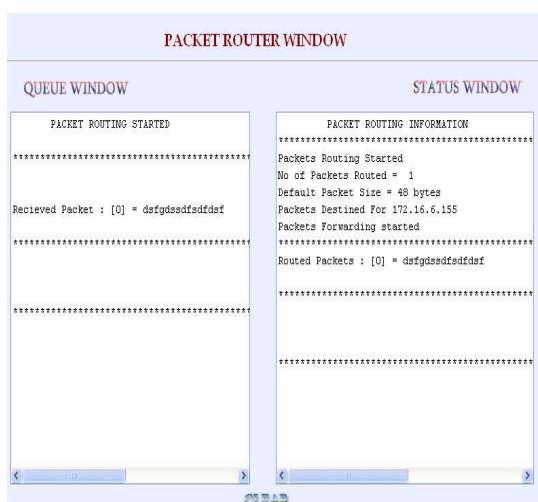 PACKET ROUTER WINDOW
QUEUE WINDOW
PACKET ROUTING STARTED
******************************************
Recieved Packet : [0] = dsfgdssdfsdfdsf
******************************************
******************************************
STATUS WINDOW
PACKET ROUTING INFORMATION
*********************************************
Packets Routing Started
No of Packets Routed = 1
Default Packet Size = 48 bytes
Packets Destined For 172.16.6.155
Packets Forwarding started
*********************************************
Routed Packets : [0] = dsfgdssdfsdfdsf
*********************************************
*********************************************
CLEAR